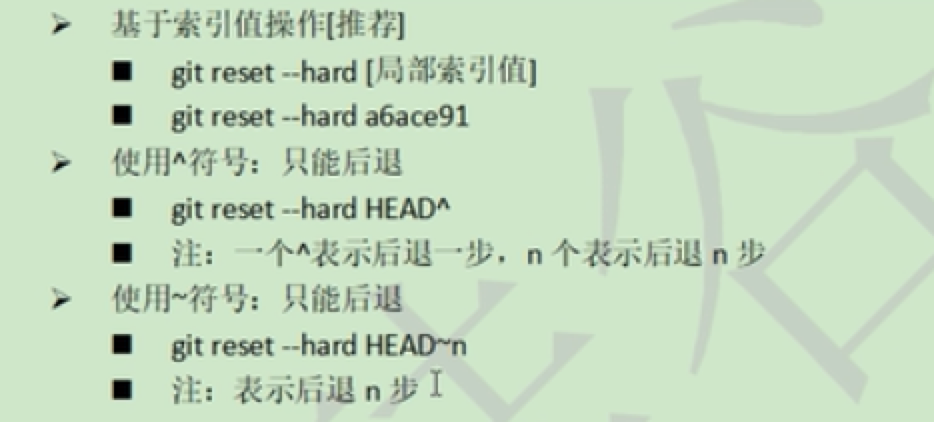 ➢ 基于索引值操作[推荐]
■ git reset --hard [局部索引值]
■ git reset --hard a6ace91
➢ 使用^符号：只能后退
■ git reset --hard HEAD^
■ 注：一个^表示后退一步，n 个表示后退 n 步
➢ 使用~符号：只能后退
■ git reset --hard HEAD~n
■ 注：表示后退 n 步